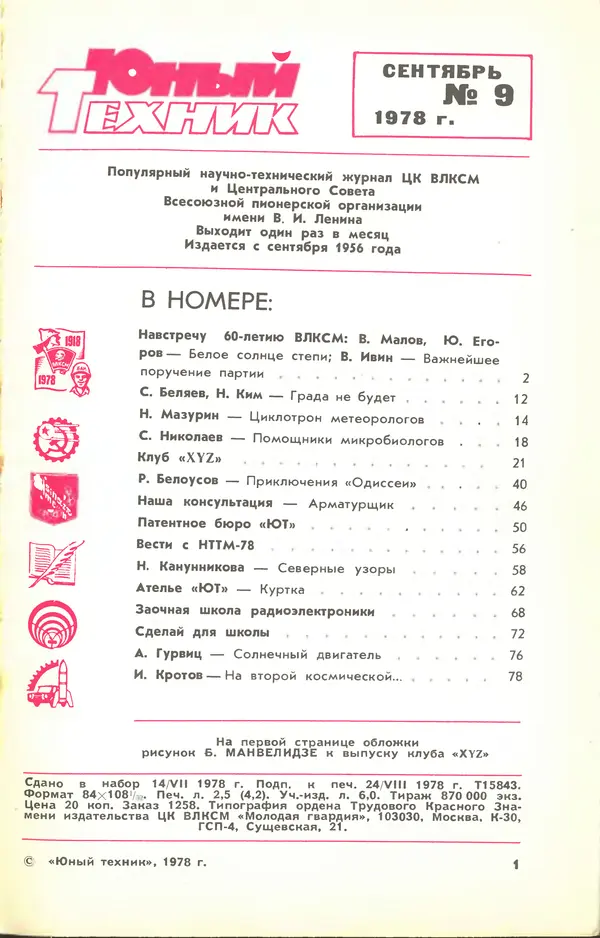 Юный
Техник
СЕНТЯБРЬ
№ 9
1978 г.
Популярный научно-технический журнал ЦК ВЛКСМ
и Центрального Совета
Всесоюзной пионерской организации
имени В. И. Ленина
Выходит один раз в месяц
Издается с сентября 1956 года
В НОМЕРЕ:
Навстречу 60-летию ВЛКСМ: В. Малов, Ю. Его-
ров — Белое солнце степи; В. Ивин — Важнейшее
поручение партии . . . . . . . . . . 2
С. Беляев, Н. Ким — Града не будет . . . . . . 12
Н. Мазурин — Циклотрон метеорологов . . . . 14
С. Николаев — Помощники микробиологов . . . 18
Клуб «XYZ» . . . . . . . . . . . . 21
Р. Белоусов — Приключения «Одиссеи» . . . . . 40
Наша консультация — Арматурщик . . . . . . 46
Патентное бюро «ЮТ» . . . . . . . . . 50
Вести с НТТМ-78 . . . . . . . . . . . 56
Н. Канунникова — Северные узоры . . . . . . 58
Ателье «ЮТ» — Куртка . . . . . . . . . 62
Заочная школа радиоэлектроники . . . . . . 68
Сделай для школы . . . . . . . . . . 72
А. Гурвиц — Солнечный двигатель . . . . . . 76
И. Кротов — На второй космической... . . . . . 78
1918
ВЛКСМ
1978
БАМ
На первой странице обложки
рисунок Б. МАНВЕЛИДЗЕ к выпуску клуба «XYZ»
Сдано в набор 14/VII 1978 г. Подп. к печ. 24/VIII 1978 г. Т15843.
Формат 84×108¹/₃₂. Печ. л. 2,5 (4,2). Уч.-изд. л. 6,0. Тираж 870 000 экз.
Цена 20 коп. Заказ 1258. Типография ордена Трудового Красного Зна-
мени издательства ЦК ВЛКСМ «Молодая гвардия», 103030, Москва, К-30,
ГСП-4, Сущевская, 21.
© «Юный техник», 1978 г.
1